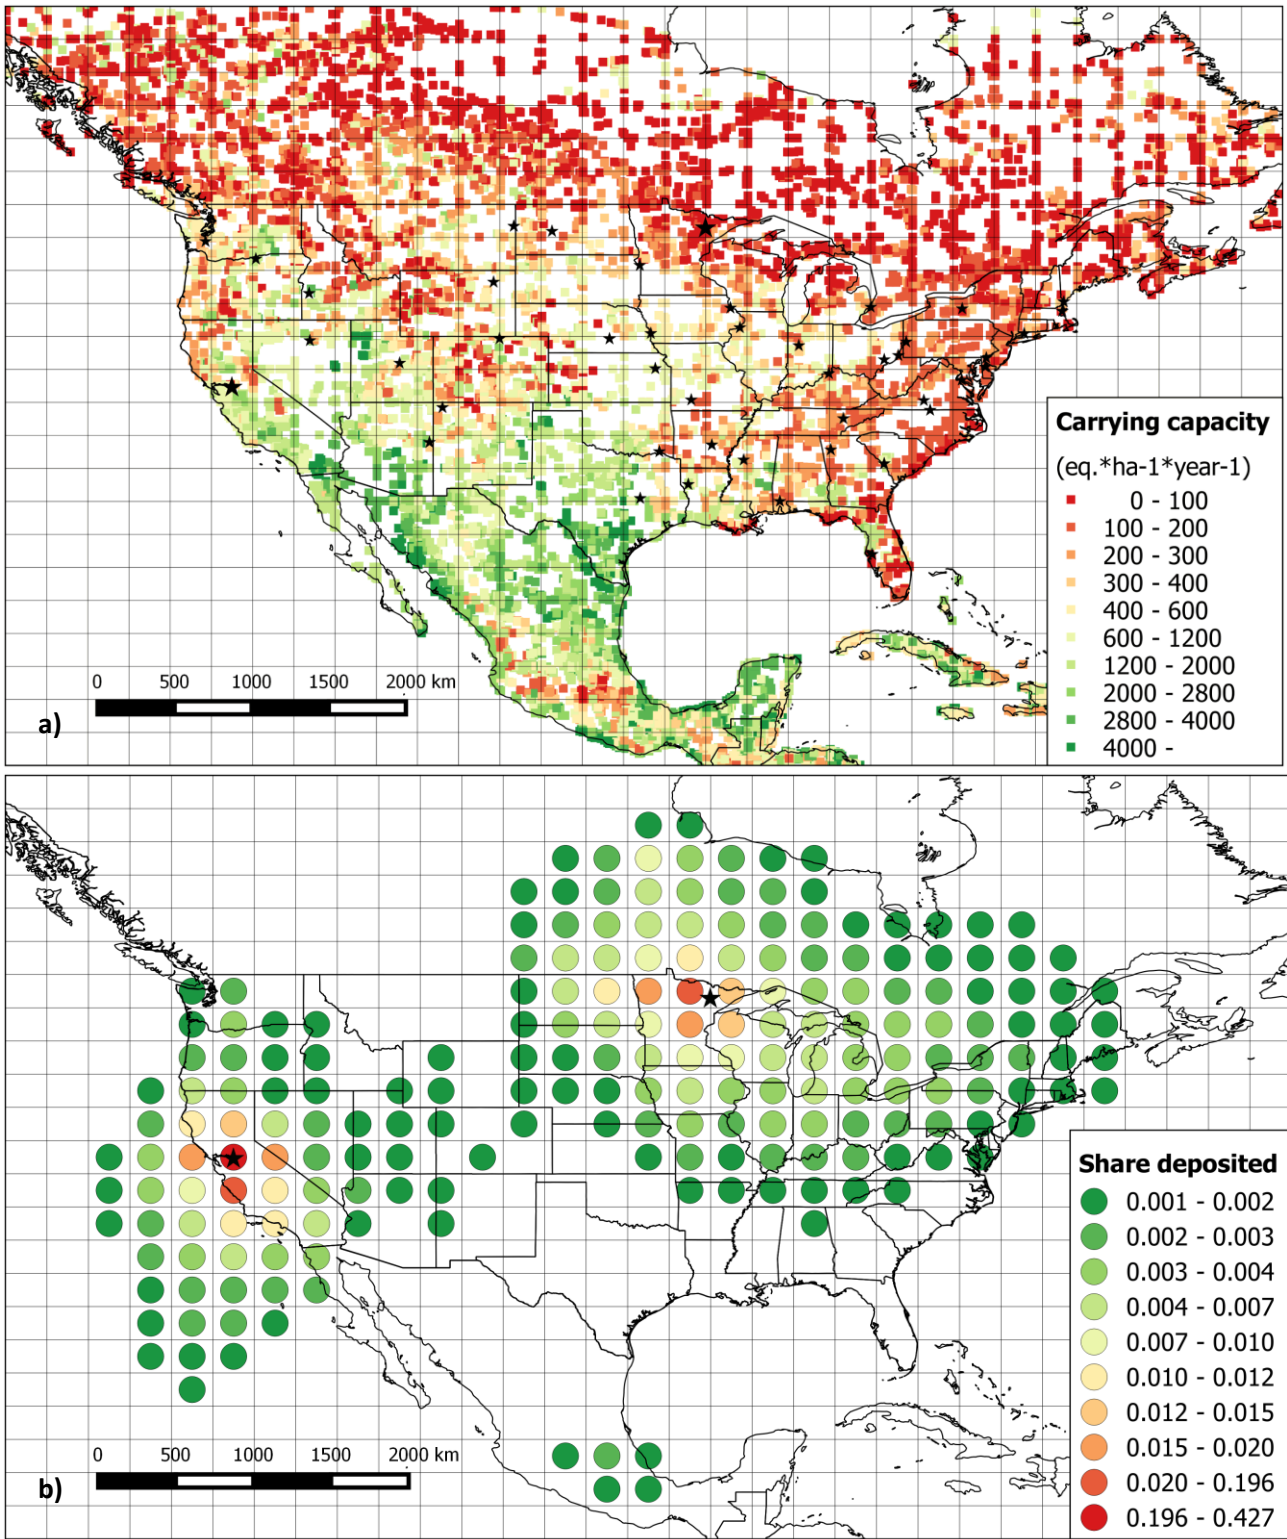 Carrying capacity
(eq.*ha-1*year-1)
0 - 100
100 - 200
200 - 300
300 - 400
400 - 600
600 - 1200
1200 - 2000
2000 - 2800
2800 - 4000
4000 -
0 500 1000 1500 2000 km
a)
Share deposited
0.001 - 0.002
0.002 - 0.003
0.003 - 0.004
0.004 - 0.007
0.007 - 0.010
0.010 - 0.012
0.012 - 0.015
0.015 - 0.020
0.020 - 0.196
0.196 - 0.427
0 500 1000 1500 2000 km
b)